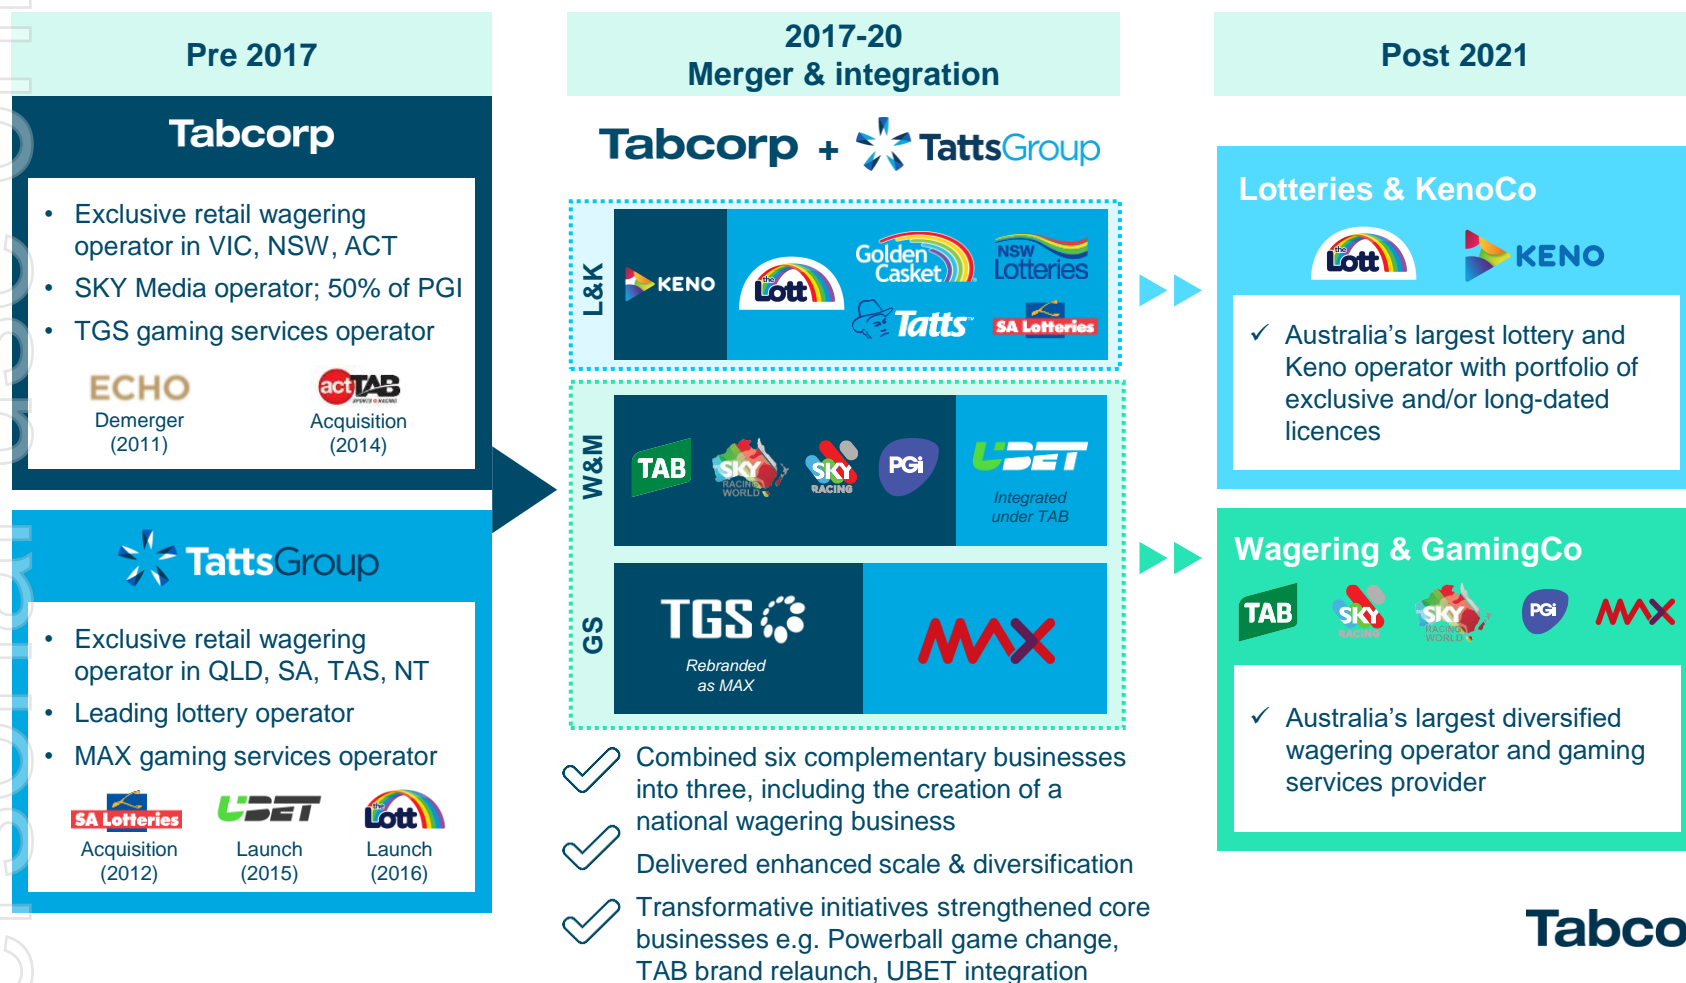 Pre 2017
Tabcorp
• Exclusive retail wagering
operator in VIC, NSW, ACT
• SKY Media operator; 50% of PGI
• TGS gaming services operator
ECHO
Demerger
(2011)
actTAB
Acquisition
(2014)
TattsGroup
• Exclusive retail wagering
operator in QLD, SA, TAS, NT
• Leading lottery operator
• MAX gaming services operator
SA Lotteries
Acquisition
(2012)
UBET
Launch
(2015)
the Lott
Launch
(2016)
2017-20
Merger & integration
Tabcorp + TattsGroup
L&K
KENO
the Lott
Golden
Casket
NSW
Lotteries
Tatts
SA Lotteries
W&M
TAB
SKY
RACING
WORLD
SKY
RACING
PGi
UBET
Integrated
under TAB
GS
TGS
Rebranded
as MAX
MAX
Combined six complementary businesses
into three, including the creation of a
national wagering business
Delivered enhanced scale & diversification
Transformative initiatives strengthened core
businesses e.g. Powerball game change,
TAB brand relaunch, UBET integration
Post 2021
Lotteries & KenoCo
the Lott
KENO
✓ Australia’s largest lottery and
Keno operator with portfolio of
exclusive and/or long-dated
licences
Wagering & GamingCo
TAB
SKY
RACING
SKY
RACING
WORLD
PGi
MAX
✓ Australia’s largest diversified
wagering operator and gaming
services provider
Tabco